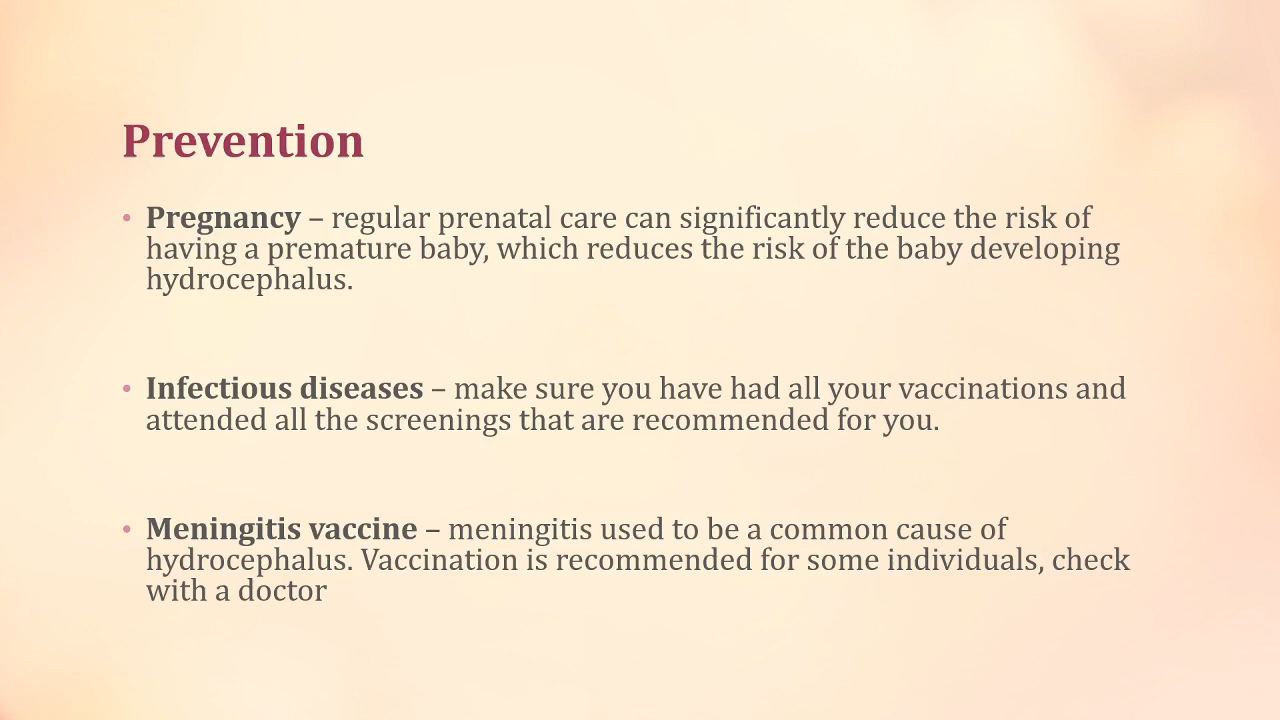 Prevention
• Pregnancy – regular prenatal care can significantly reduce the risk of
having a premature baby, which reduces the risk of the baby developing
hydrocephalus.
• Infectious diseases – make sure you have had all your vaccinations and
attended all the screenings that are recommended for you.
• Meningitis vaccine – meningitis used to be a common cause of
hydrocephalus. Vaccination is recommended for some individuals, check
with a doctor